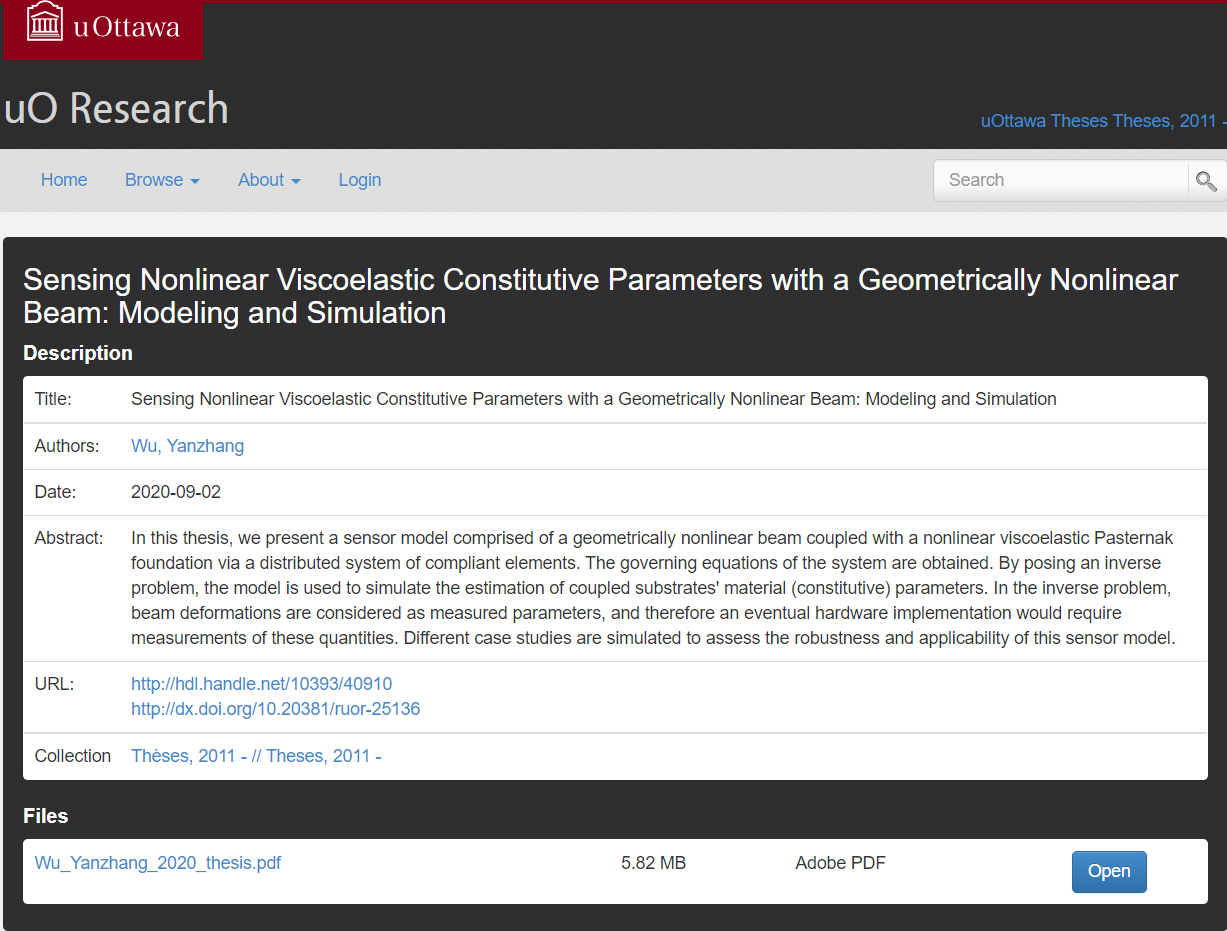 uOttawa
uO Research
uOttawa Theses Theses, 2011 -
Home Browse About Login Search
Sensing Nonlinear Viscoelastic Constitutive Parameters with a Geometrically Nonlinear
Beam: Modeling and Simulation
Description
Title: Sensing Nonlinear Viscoelastic Constitutive Parameters with a Geometrically Nonlinear Beam: Modeling and Simulation
Authors: Wu, Yanzhang
Date: 2020-09-02
Abstract: In this thesis, we present a sensor model comprised of a geometrically nonlinear beam coupled with a nonlinear viscoelastic Pasternak
foundation via a distributed system of compliant elements. The governing equations of the system are obtained. By posing an inverse
problem, the model is used to simulate the estimation of coupled substrates' material (constitutive) parameters. In the inverse problem,
beam deformations are considered as measured parameters, and therefore an eventual hardware implementation would require
measurements of these quantities. Different case studies are simulated to assess the robustness and applicability of this sensor model.
URL: http://hdl.handle.net/10393/40910
http://dx.doi.org/10.20381/ruor-25136
Collection Thèses, 2011 - // Theses, 2011 -
Files
Wu_Yanzhang_2020_thesis.pdf 5.82 MB Adobe PDF Open